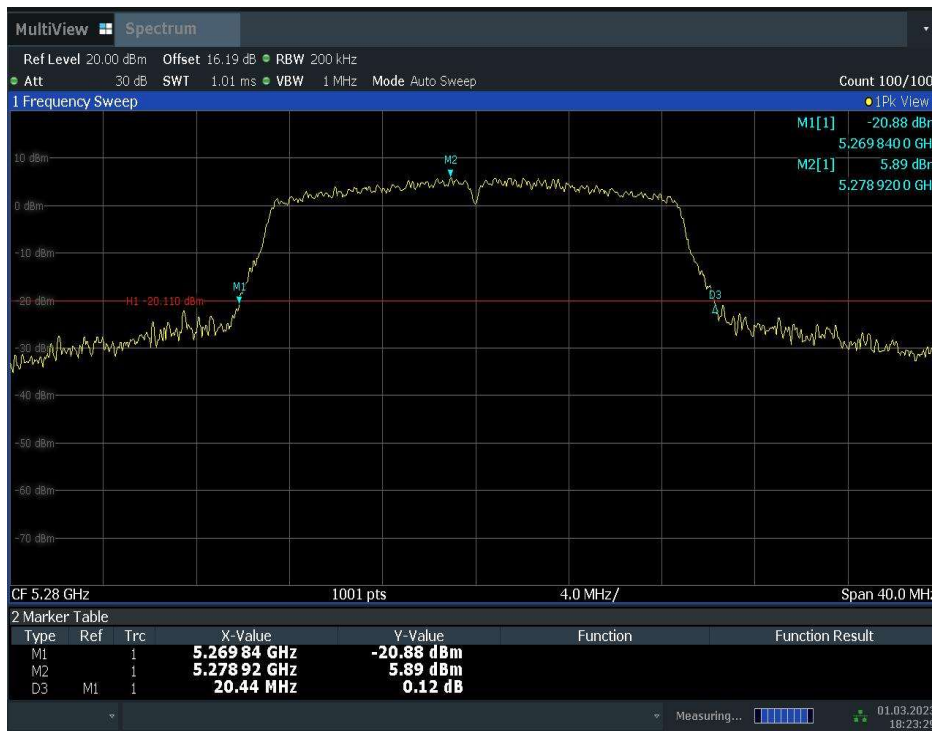 MultiView Spectrum
Ref Level 20.00 dBm Offset 16.19 dB RBW 200 kHz
Att 30 dB SWT 1.01 ms VBW 1 MHz Mode Auto Sweep Count 100/100
1 Frequency Sweep 1Pk View
M1[1] -20.88 dBm
5.269 840 0 GH
M2[1] 5.89 dBm
5.278 920 0 GH
10 dBm
M2
0 dBm
-10 dBm
M1
D3
-20 dBm
H1 -20.110 dBm
-30 dBm
-40 dBm
-50 dBm
-60 dBm
-70 dBm
CF 5.28 GHz 1001 pts 4.0 MHz/ Span 40.0 MHz
2 Marker Table
Type Ref Trc X-Value Y-Value Function Function Result
M1 1 5.269 84 GHz -20.88 dBm
M2 1 5.278 92 GHz 5.89 dBm
D3 M1 1 20.44 MHz 0.12 dB
Measuring... 01.03.2023
18:23:29